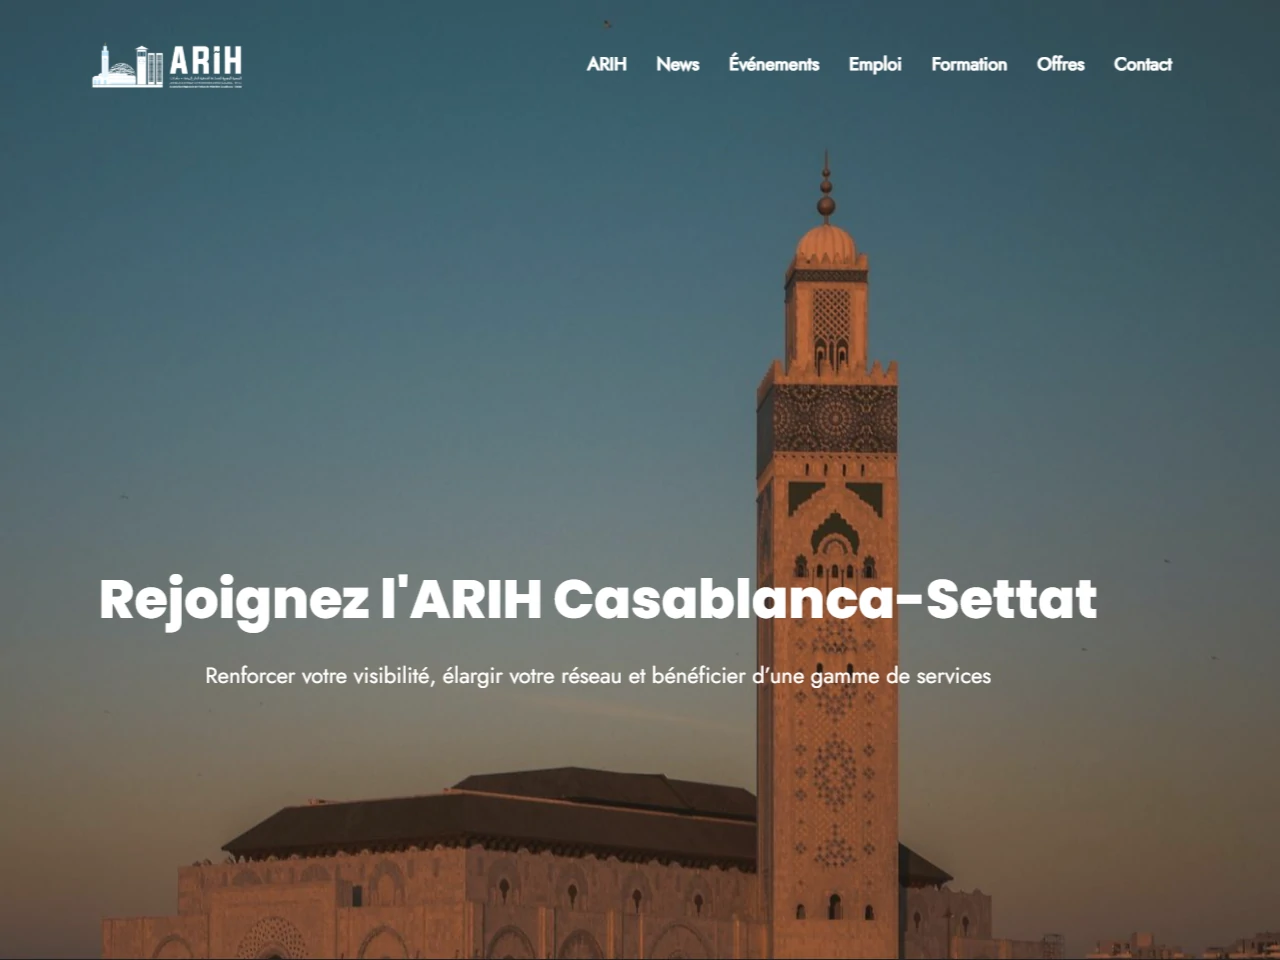 ARiH
ARIH News Événements Emploi Formation Offres Contact
Rejoignez l'ARIH Casablanca-Settat
Renforcer votre visibilité, élargir votre réseau et bénéficier d’une gamme de services